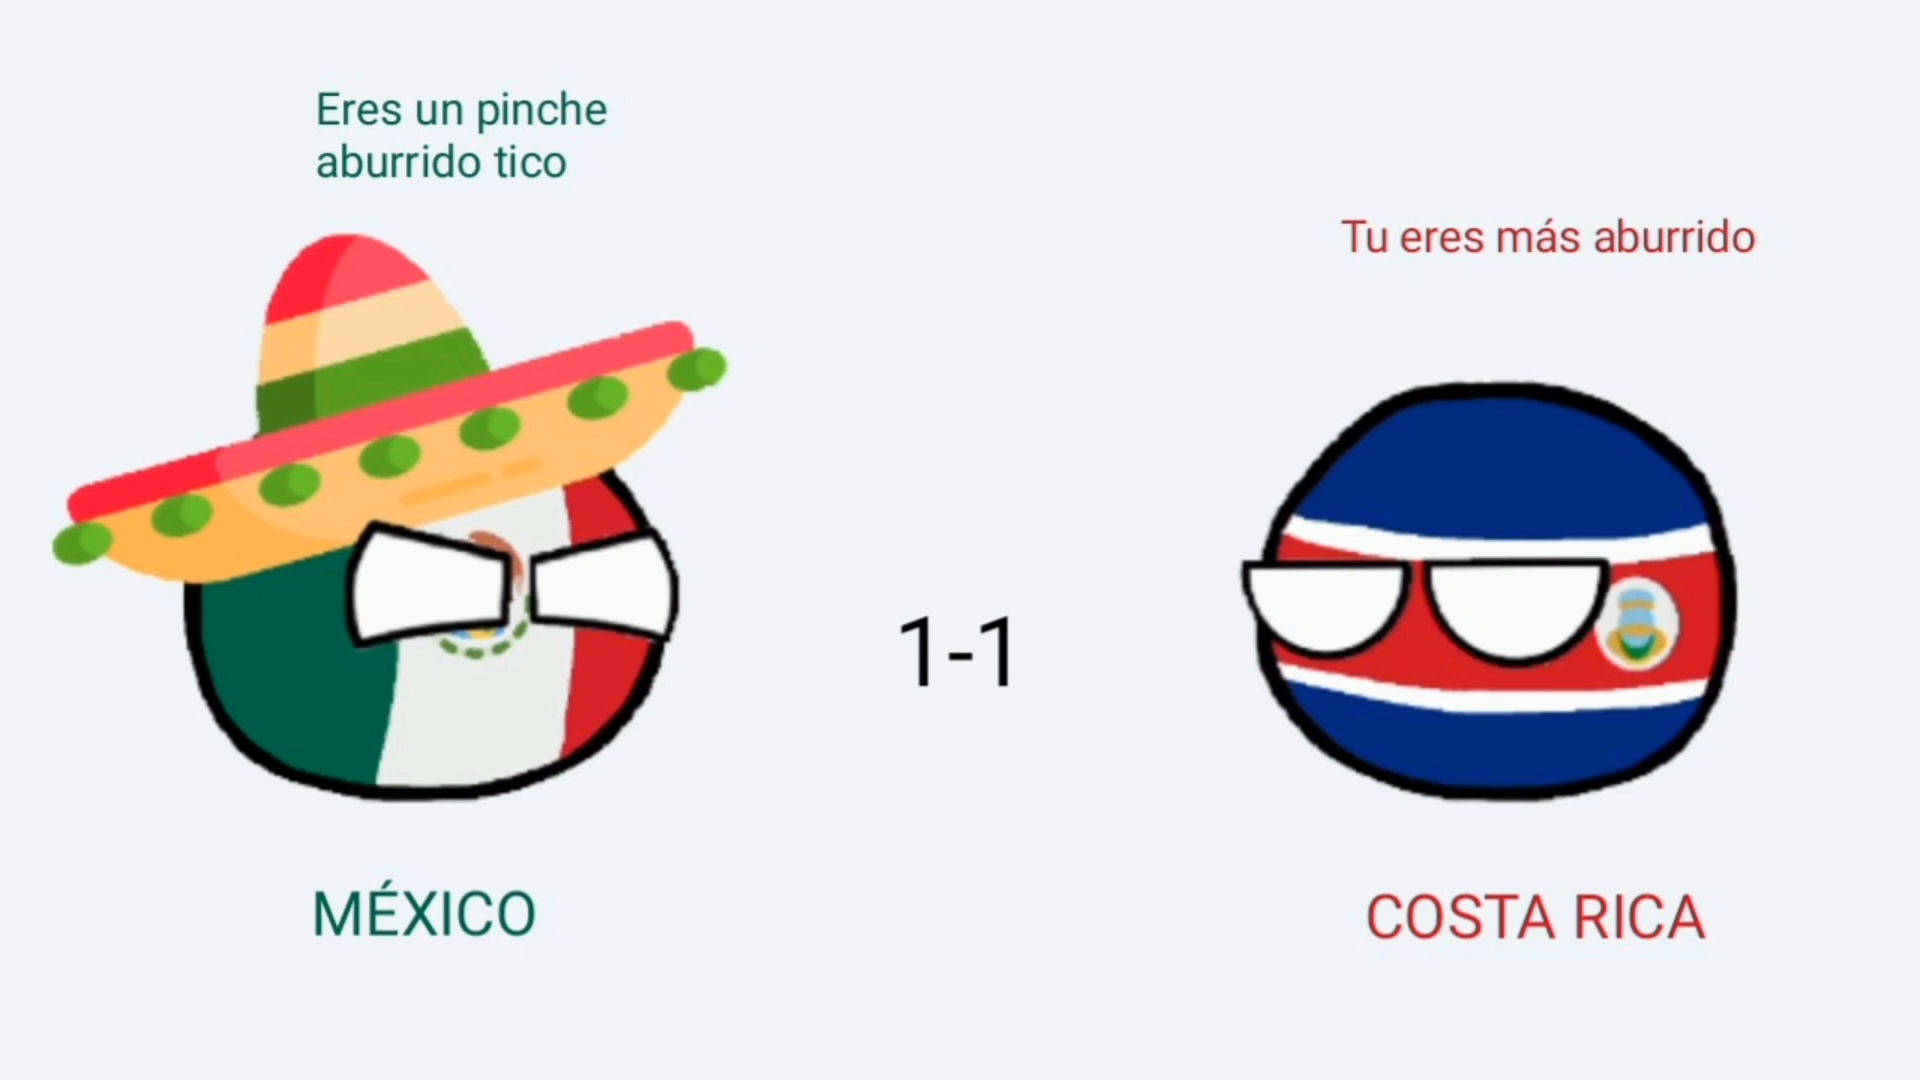 Eres un pinche
aburrido tico
Tu eres más aburrido
1-1
MÉXICO
COSTA RICA